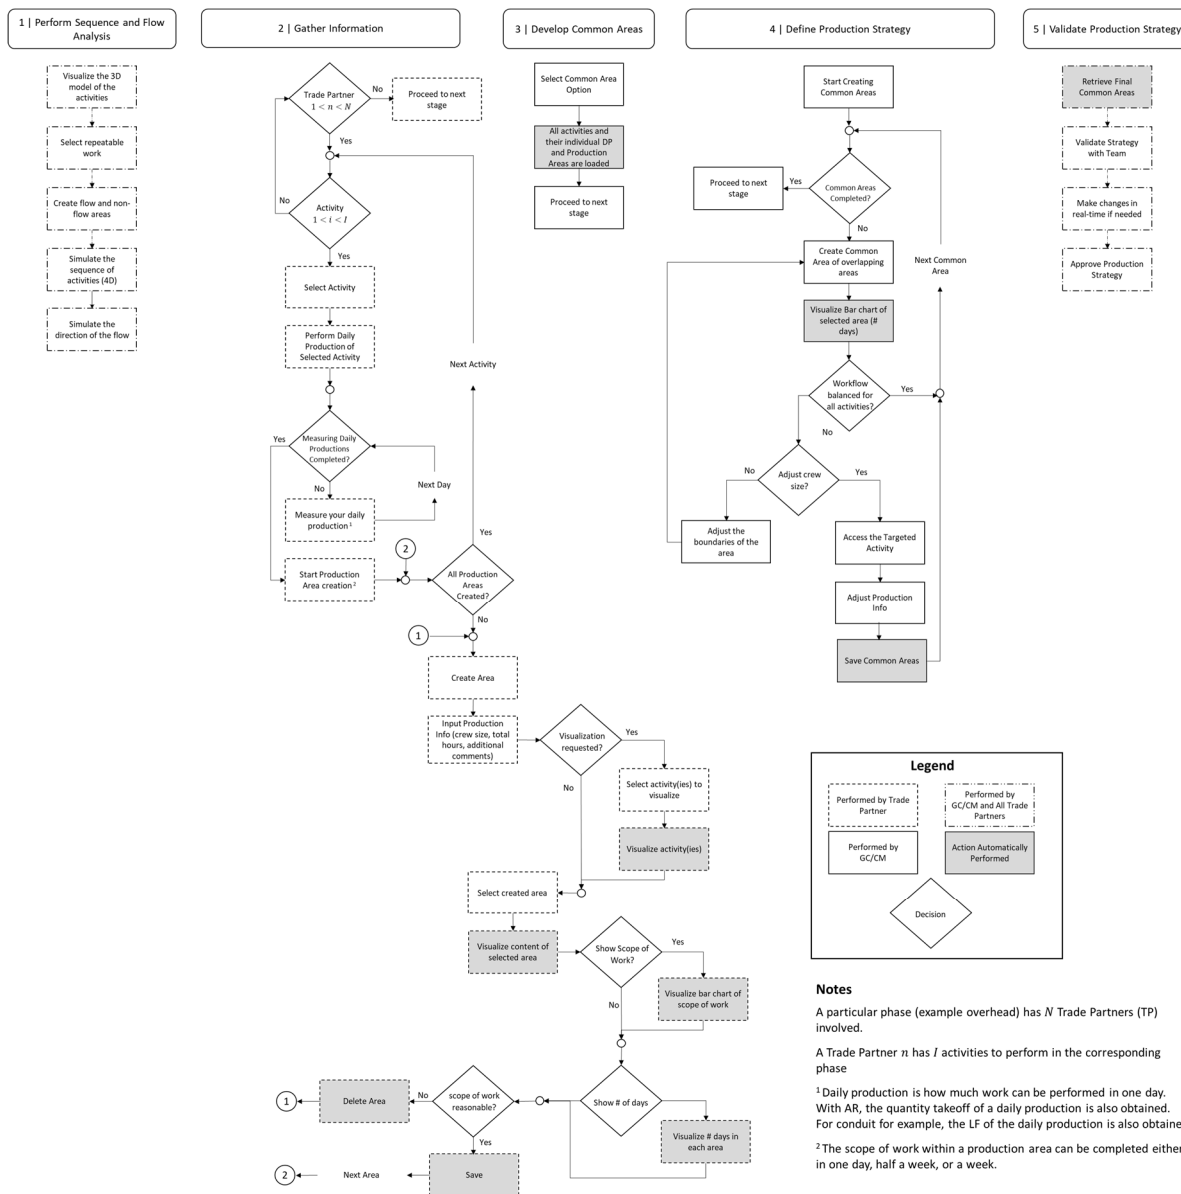 1 | Perform Sequence and Flow
Analysis
Visualize the 3D
model of the
activities
Select repeatable
work
Create flow and non-
flow areas
Simulate the
sequence of
activities (4D)
Simulate the
direction of the flow
2 | Gather Information
Trade Partner
1 < n < N
No
Proceed to next
stage
Yes
Activity
1 < i < I
No
Yes
Select Activity
Perform Daily
Production of
Selected Activity
Next Activity
Measuring Daily
Productions
Completed?
Yes
No
Next Day
Measure your daily
production¹
Start Production
Area creation²
2
All Production
Areas
Created?
Yes
No
1
Create Area
Input Production
Info (crew size, total
hours, additional
comments)
Visualization
requested?
Yes
No
Select activity(ies) to
visualize
Visualize activity(ies)
Select created area
Visualize content of
selected area
Show Scope of
Work?
Yes
No
Visualize bar chart of
scope of work
Show # of days
Visualize # days in
each area
scope of work
reasonable?
No
Delete Area
1
Yes
Save
Next Area
2
3 | Develop Common Areas
Select Common Area
Option
All activities and
their individual DP
and Production
Areas are loaded
Proceed to next
stage
4 | Define Production Strategy
Start Creating
Common Areas
Common Areas
Completed?
Yes
Proceed to next
stage
No
Create Common
Area of overlapping
areas
Next Common
Area
Visualize Bar chart
of selected area (#
days)
Workflow
balanced for
all activities?
Yes
No
Adjust crew
size?
No
Yes
Adjust the
boundaries of the
area
Access the Targeted
Activity
Adjust Production
Info
Save Common Areas
5 | Validate Production Strategy
Retrieve Final
Common Areas
Validate Strategy
with Team
Make changes in
real-time if needed
Approve Production
Strategy
Legend
Performed by Trade
Partner
Performed by
GC/CM and All Trade
Partners
Performed by
GC/CM
Action Automatically
Performed
Decision
Notes
A particular phase (example overhead) has N Trade Partners (TP)
involved.
A Trade Partner n has I activities to perform in the corresponding
phase
¹ Daily production is how much work can be performed in one day.
With AR, the quantity takeoff of a daily production is also obtained.
For conduit for example, the LF of the daily production is also obtaine
² The scope of work within a production area can be completed either
in one day, half a week, or a week.